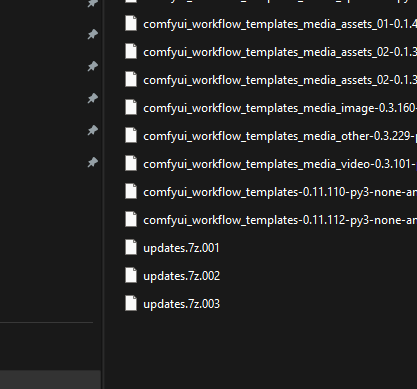 comfyui_workflow_templates_media_assets_01-0.1.4
comfyui_workflow_templates_media_assets_02-0.1.3
comfyui_workflow_templates_media_assets_02-0.1.3
comfyui_workflow_templates_media_image-0.3.160-
comfyui_workflow_templates_media_other-0.3.229-p
comfyui_workflow_templates_media_video-0.3.101-
comfyui_workflow_templates-0.11.110-py3-none-an
comfyui_workflow_templates-0.11.112-py3-none-an
updates.7z.001
updates.7z.002
updates.7z.003